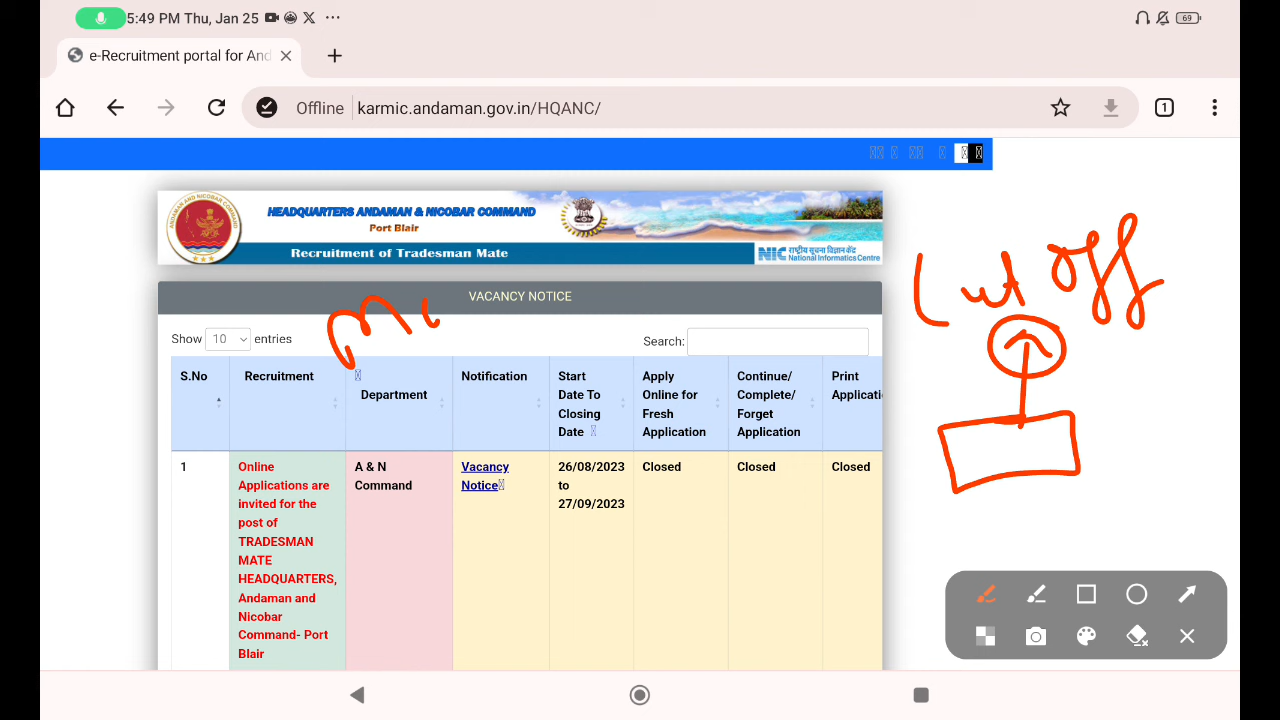 5:49 PM Thu, Jan 25
69
e-Recruitment portal for And
Offline karmic.andaman.gov.in/HQANC/
1
HEADQUARTERS ANDAMAN & NICOBAR COMMAND
Port Blair
Recruitment of Tradesman Mate
NIC राष्ट्रीय सूचना विज्ञान केंद्र
National Informatics Centre
VACANCY NOTICE
Show 10 entries
Search:
S.No
Recruitment
Department
Notification
Start
Date To
Closing
Date
Apply
Online for
Fresh
Application
Continue/
Complete/
Forget
Application
Print
Applicati
1
Online
Applications are
invited for the
post of
TRADESMAN
MATE
HEADQUARTERS,
Andaman and
Nicobar
Command- Port
Blair
A & N
Command
Vacancy
Notice
26/08/2023
to
27/09/2023
Closed
Closed
Closed
Cut off